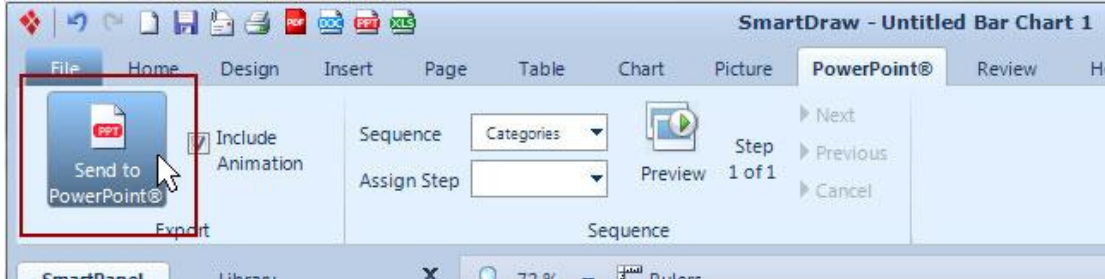 PDF DOC PPT XLS
SmartDraw - Untitled Bar Chart 1
File Home Design Insert Page Table Chart Picture PowerPoint® Review
PPT
Send to
PowerPoint®
Include
Animation
Export
Sequence Categories
Assign Step
Preview
Step
1 of 1
Next
Previous
Cancel
Sequence
SmartPanel Library X 72 % Rulers